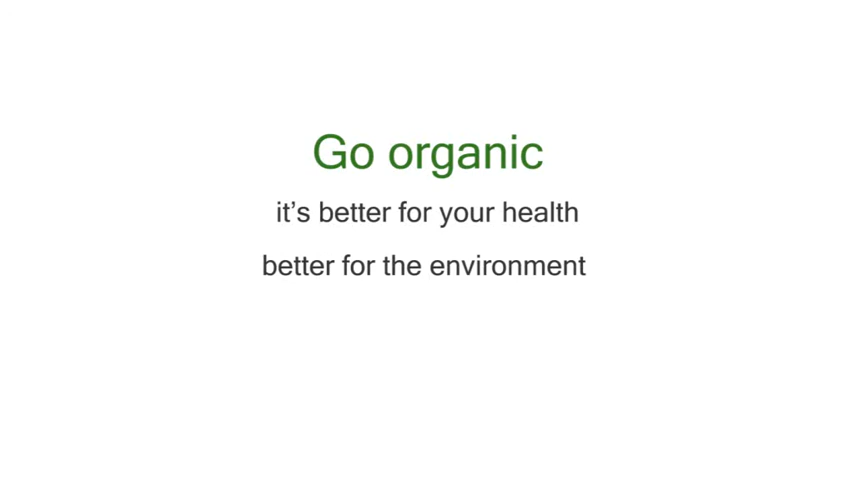 Go organic
it’s better for your health
better for the environment